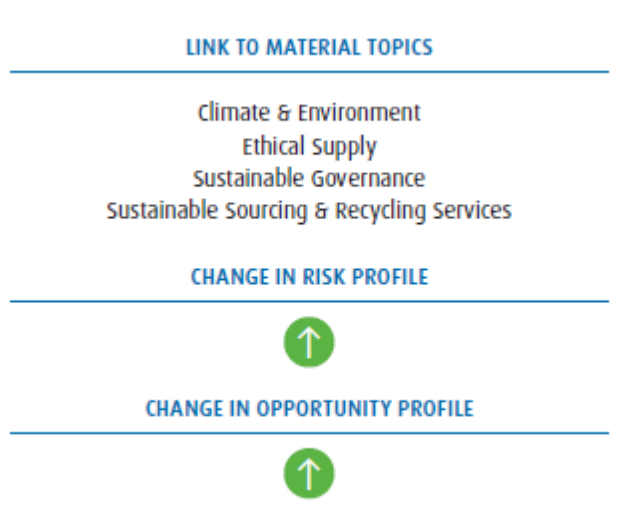 LINK TO MATERIAL TOPICS
Climate & Environment
Ethical Supply
Sustainable Governance
Sustainable Sourcing & Recycling Services
CHANGE IN RISK PROFILE
CHANGE IN OPPORTUNITY PROFILE